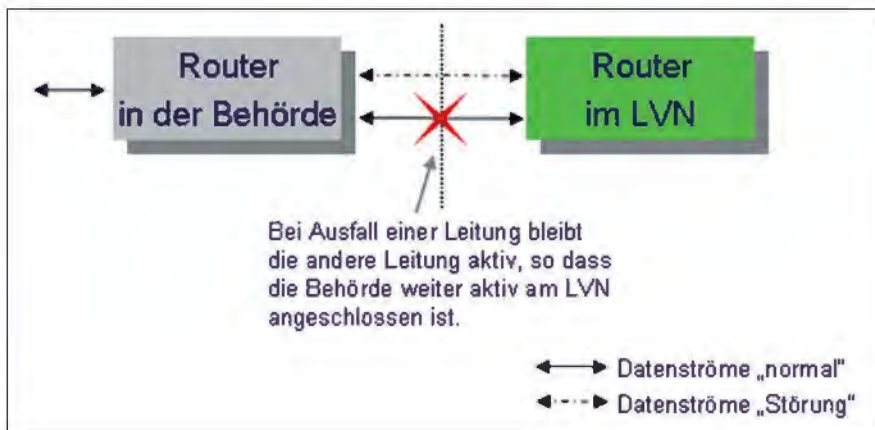 Router
in der Behörde
Router
im LVN
Bei Ausfall einer Leitung bleibt
die andere Leitung aktiv, so dass
die Behörde weiter aktiv am LVN
angeschlossen ist.
Datenströme „normal"
Datenströme „Störung"